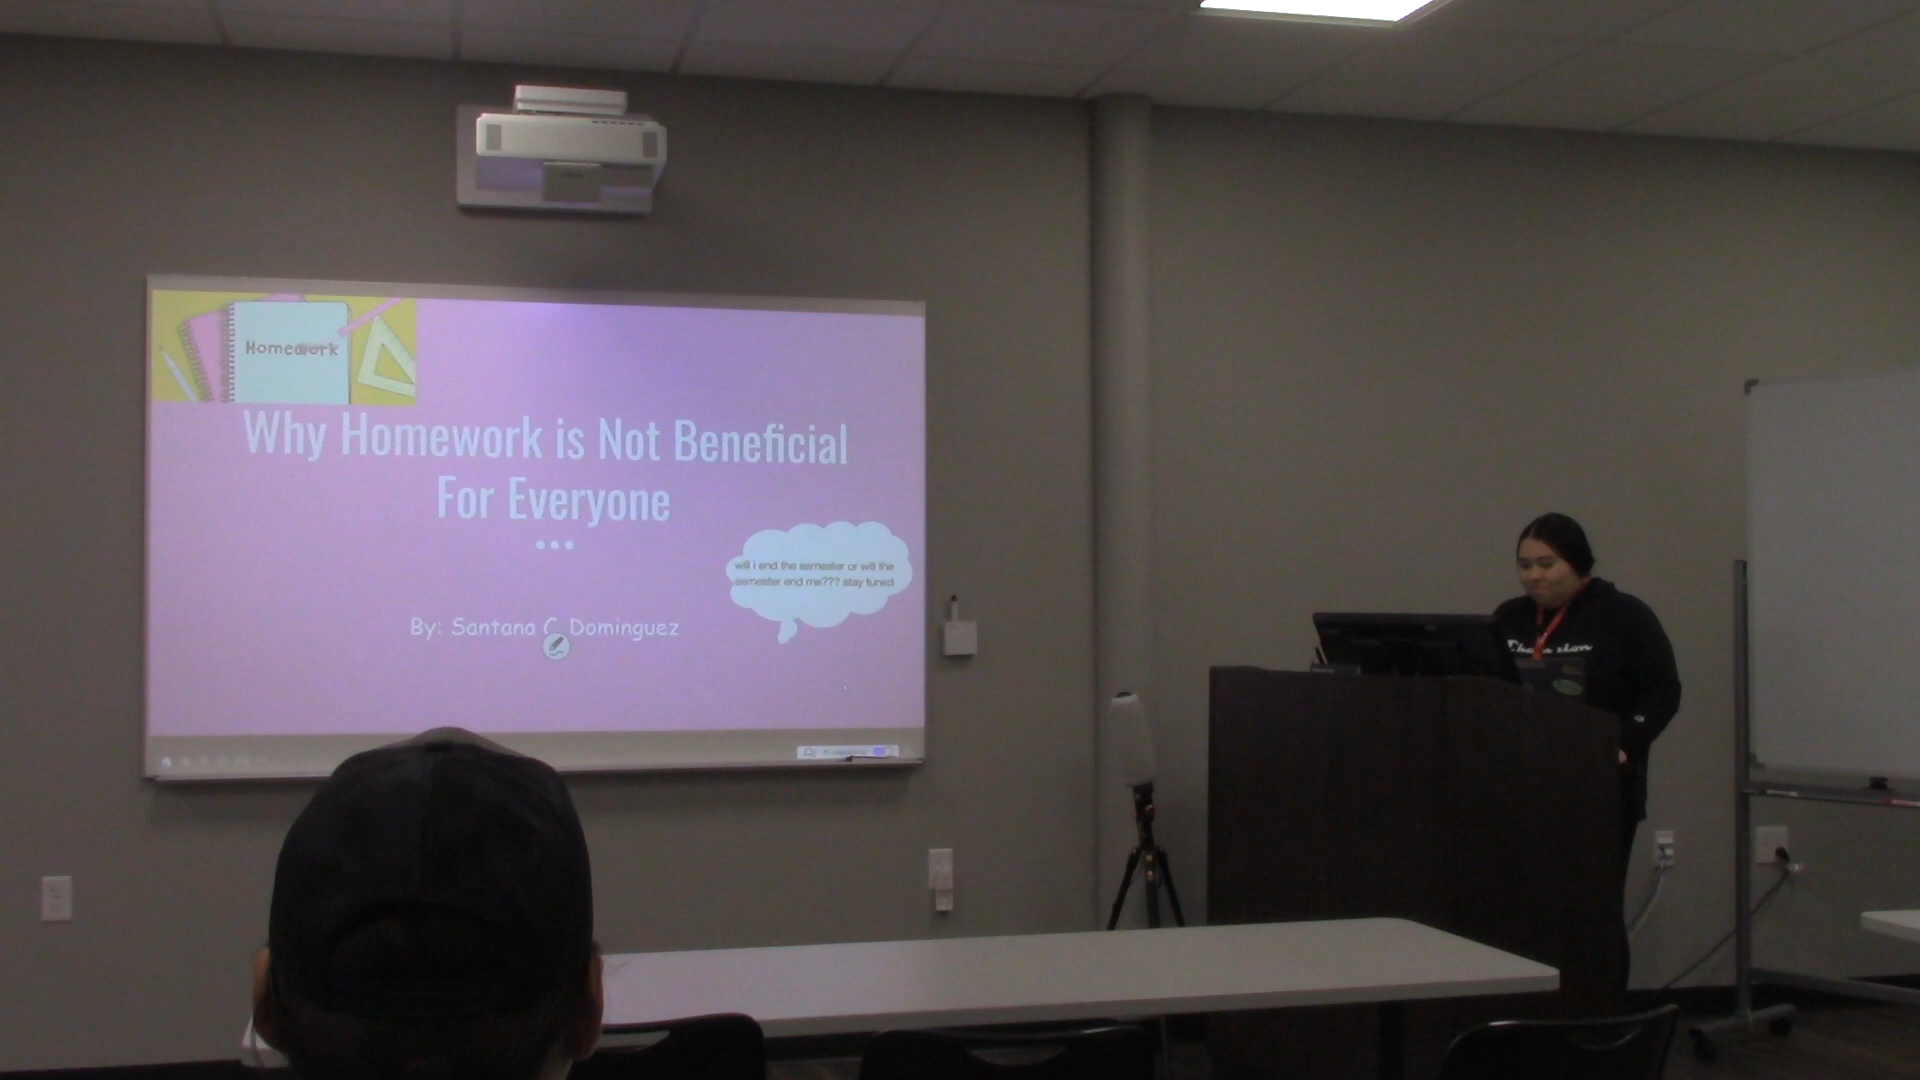 Homework
Why Homework is Not Beneficial
For Everyone
will i end the semester or will the
semester end me??? stay tuned
By: Santana C Dominguez
Champion